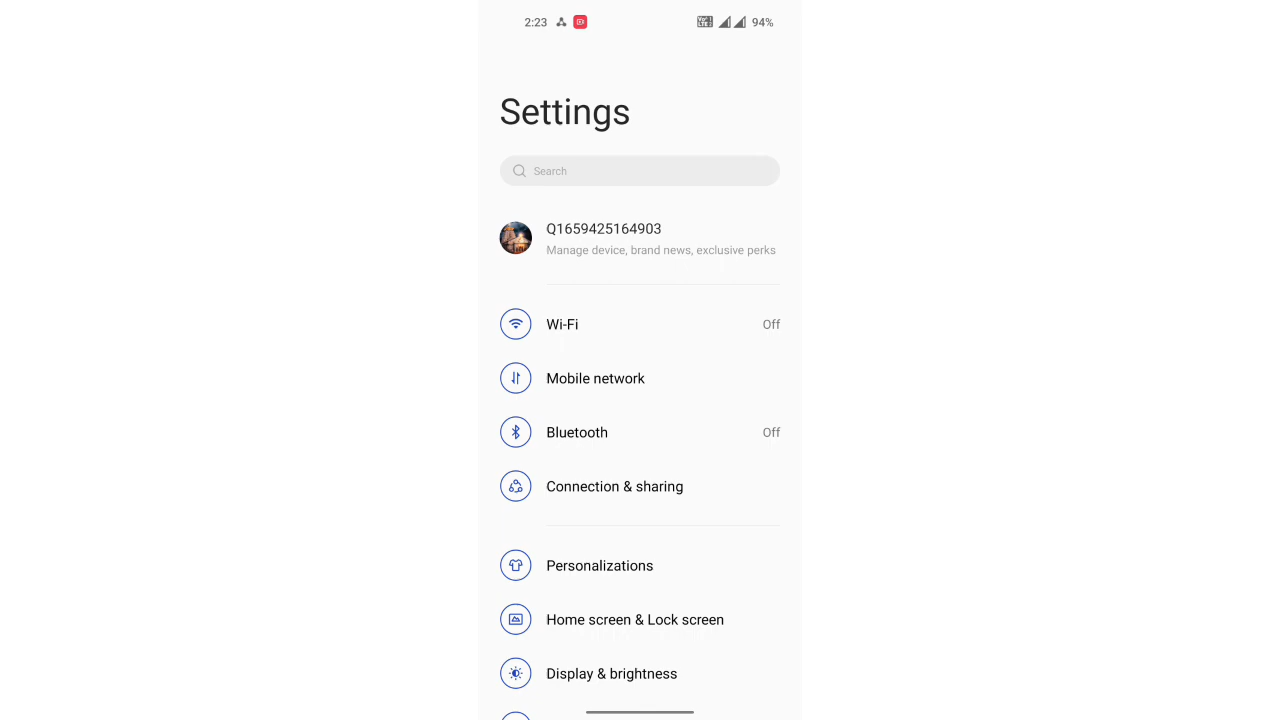 2:23 94%
Settings
Search
Q1659425164903
Manage device, brand news, exclusive perks
Wi-Fi Off
Mobile network
Bluetooth Off
Connection & sharing
Personalizations
Home screen & Lock screen
Display & brightness